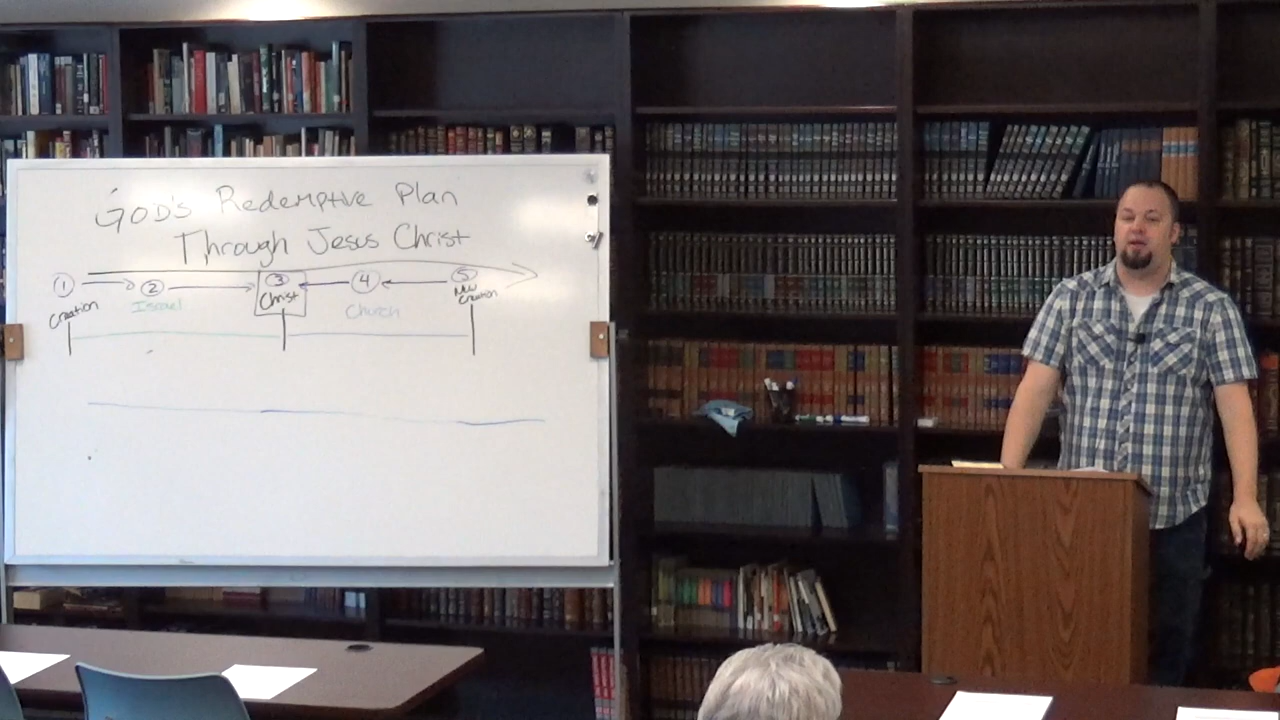 GOD'S Redemptive Plan
Through Jesus Christ
1 2 3 4 5
Creation Israel Christ Church New Creation